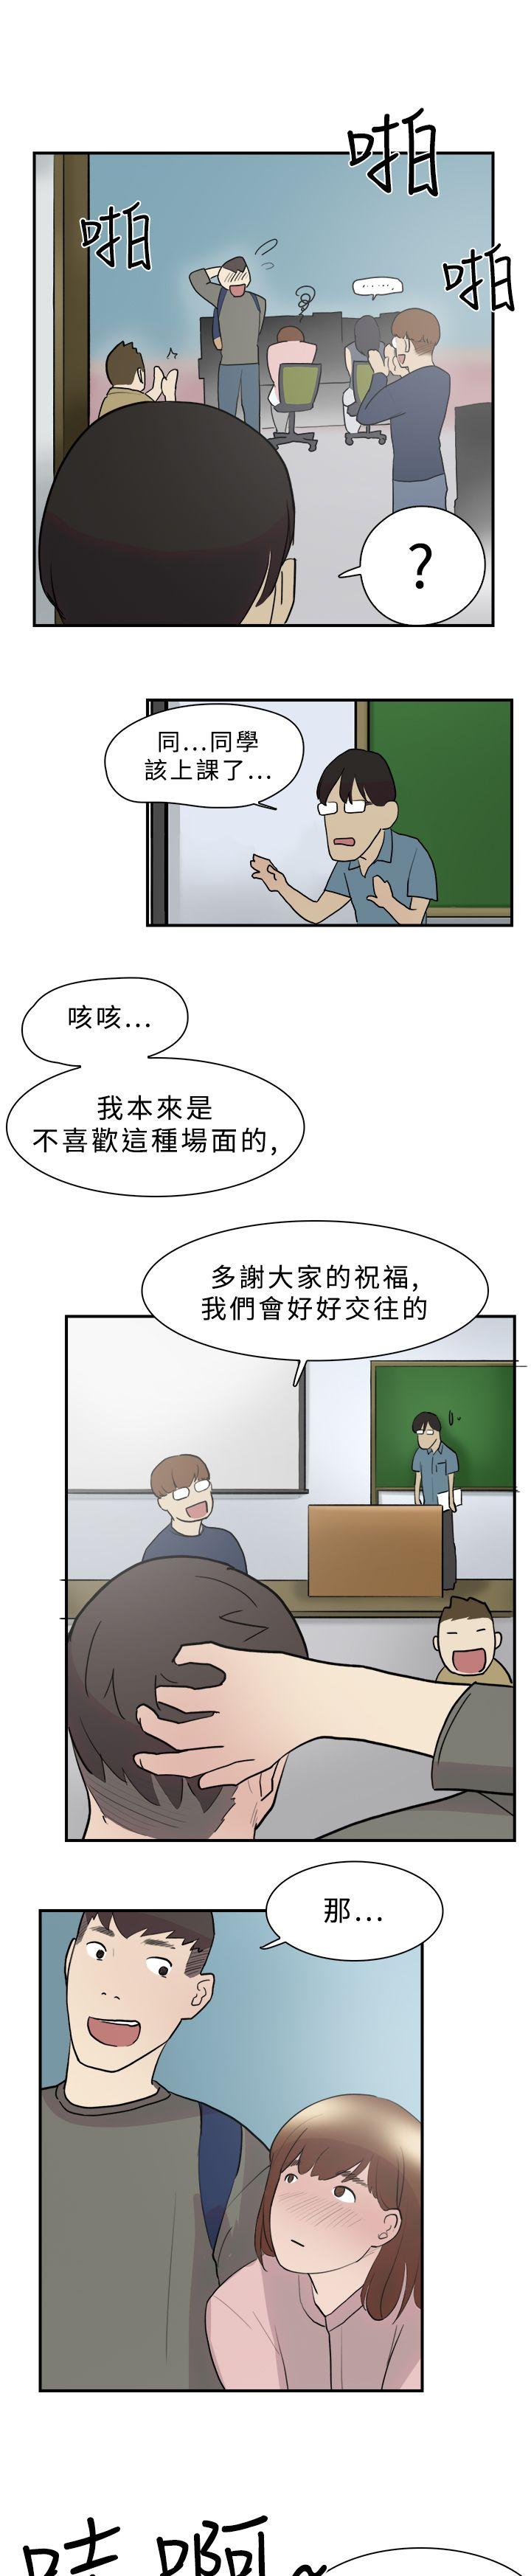 啪
啪
啪
......
?
同...同學
該上課了...
咳咳...
我本來是
不喜歡這種場面的,
多謝大家的祝福,
我們會好好交往的
那...
哇啊~